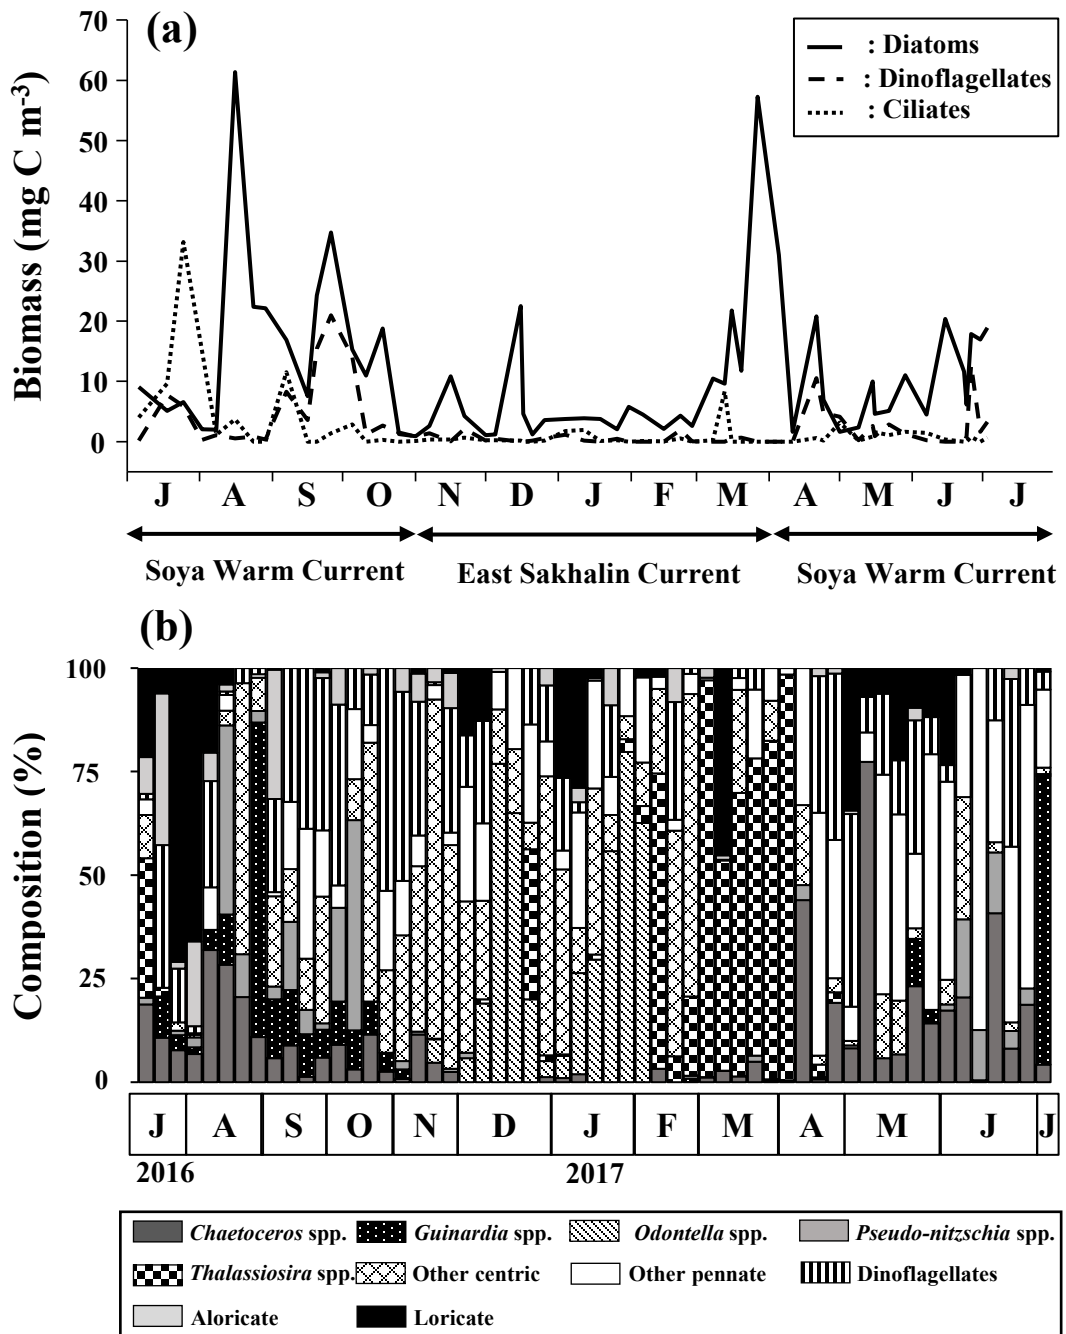 (a)
: Diatoms
: Dinoflagellates
: Ciliates
Biomass (mg C m-3)
70
60
50
40
30
20
10
0
J A S O N D J F M A M J J
Soya Warm Current East Sakhalin Current Soya Warm Current
(b)
Composition (%)
100
75
50
25
0
J A S O N D J F M A M J J
2016 2017
Chaetoceros spp. Guinardia spp. Odontella spp. Pseudo-nitzschia spp.
Thalassiosira spp. Other centric Other pennate Dinoflagellates
Aloricate Loricate